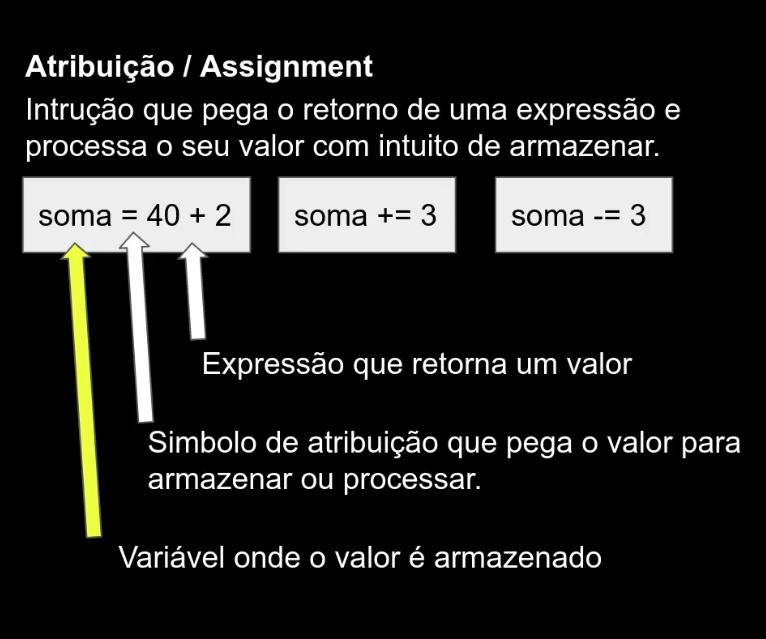 Atribuição / Assignment
Intrução que pega o retorno de uma expressão e
processa o seu valor com intuito de armazenar.
soma = 40 + 2
soma += 3
soma -= 3
Expressão que retorna um valor
Simbolo de atribuição que pega o valor para
armazenar ou processar.
Variável onde o valor é armazenado